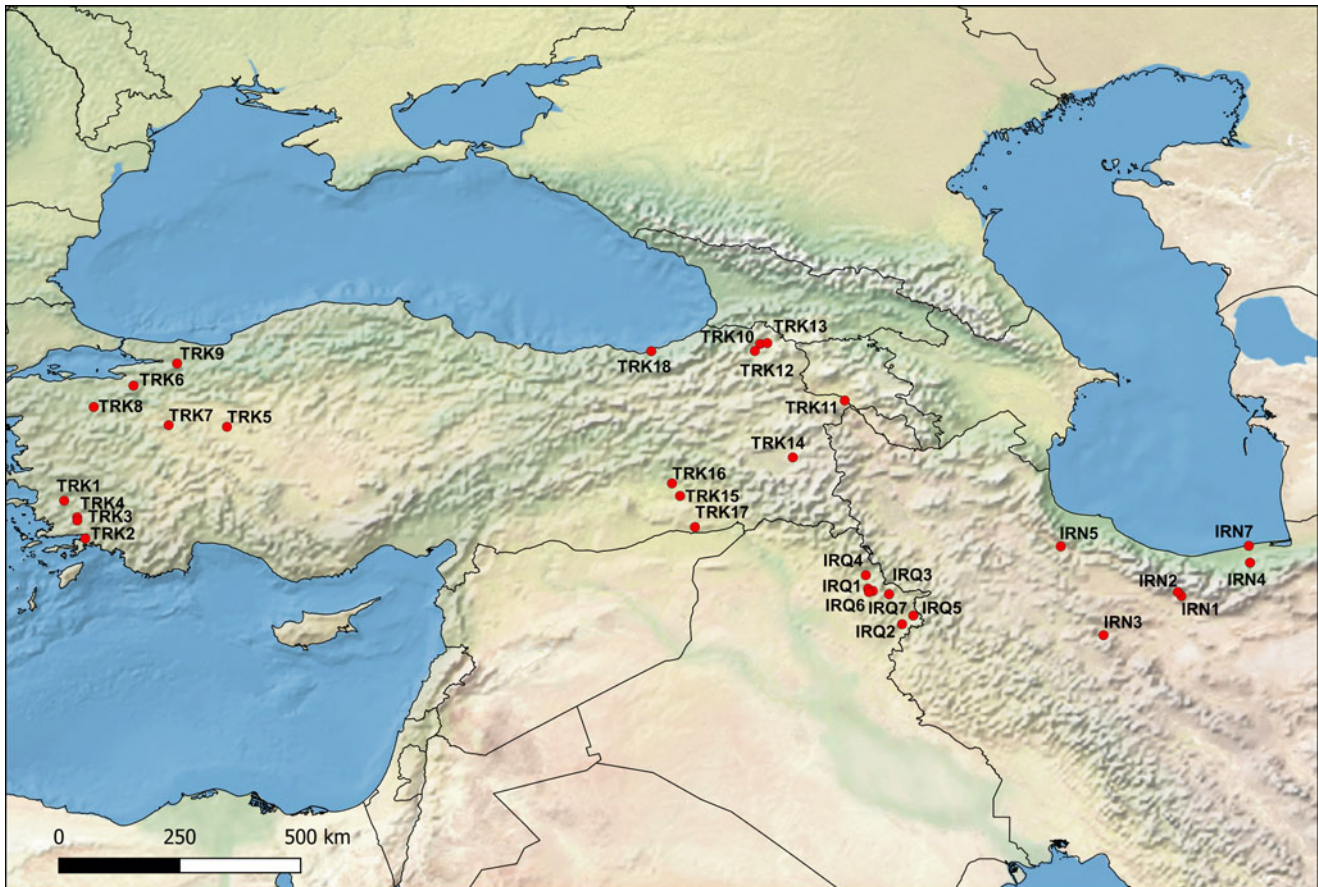 TRK13
TRK10
TRK9
TRK18
TRK12
TRK6
TRK8
TRK11
TRK7
TRK5
TRK14
TRK16
TRK1
TRK15
TRK4
TRK3
TRK17
TRK2
IRN5
IRN7
IRQ4
IRN4
IRQ1
IRQ3
IRN2
IRQ6
IRQ7
IRN1
IRQ5
IRQ2
IRN3
0 250 500 km